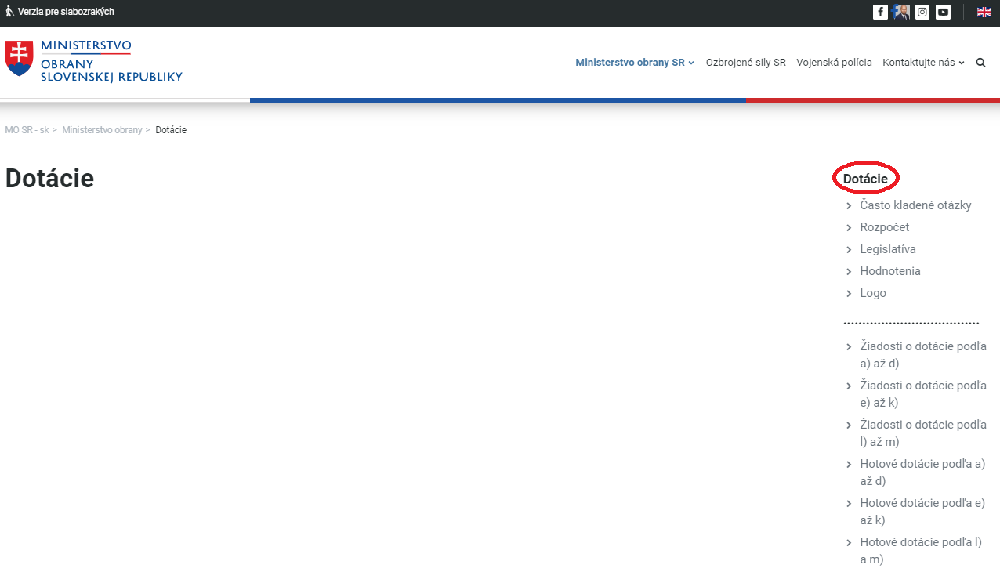 Verzia pre slabozrakých
MINISTERSTVO
OBRANY
SLOVENSKEJ REPUBLIKY
Ministerstvo obrany SR
Ozbrojené sily SR
Vojenská polícia
Kontaktujte nás
MO SR - sk > Ministerstvo obrany > Dotácie
Dotácie
Dotácie
Často kladené otázky
Rozpočet
Legislatíva
Hodnotenia
Logo
....................................
Žiadosti o dotácie podľa
a) až d)
Žiadosti o dotácie podľa
e) až k)
Žiadosti o dotácie podľa
l) až m)
Hotové dotácie podľa a)
až d)
Hotové dotácie podľa e)
až k)
Hotové dotácie podľa l)
a m)